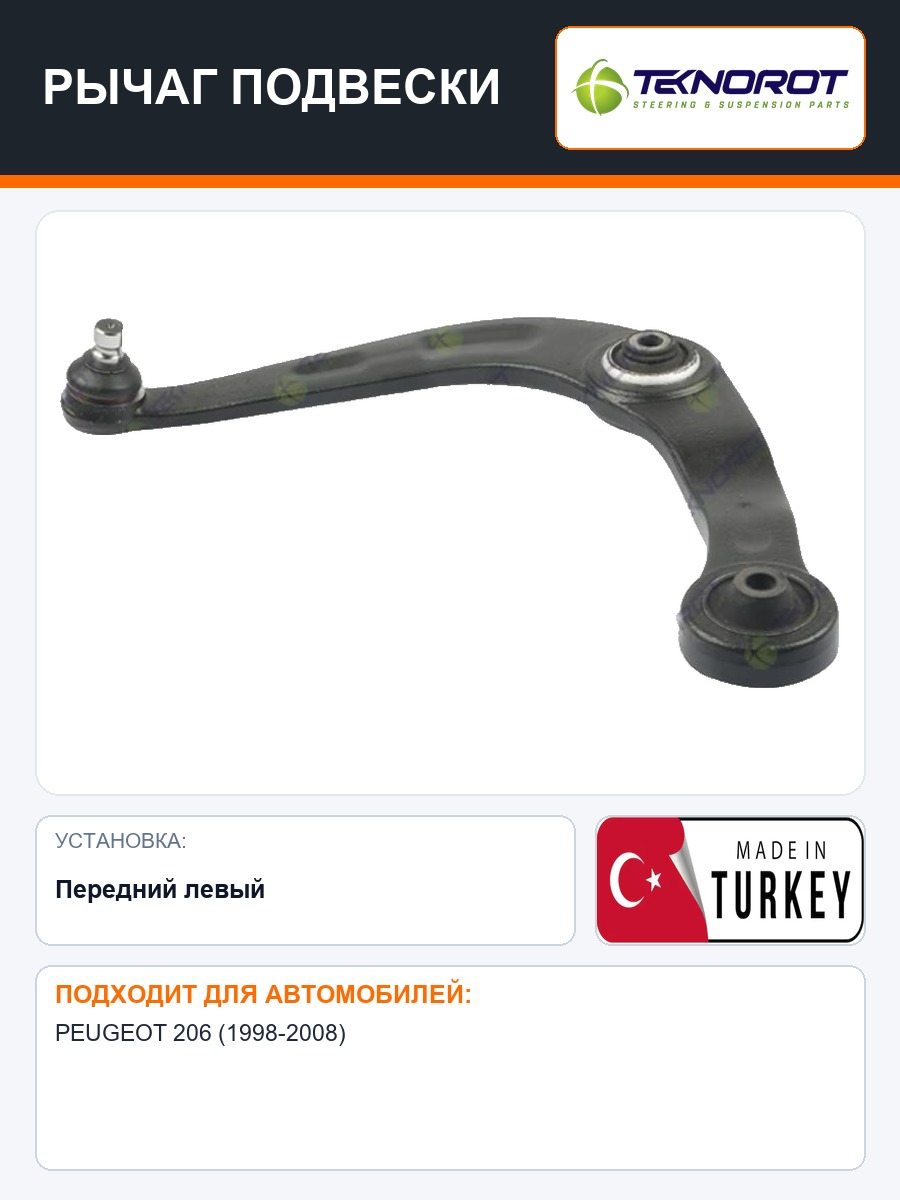 РЫЧАГ ПОДВЕСКИ
TEKNOROT
STEERING & SUSPENSION PARTS
УСТАНОВКА:
Передний левый
MADE IN
TURKEY
ПОДХОДИТ ДЛЯ АВТОМОБИЛЕЙ:
PEUGEOT 206 (1998-2008)